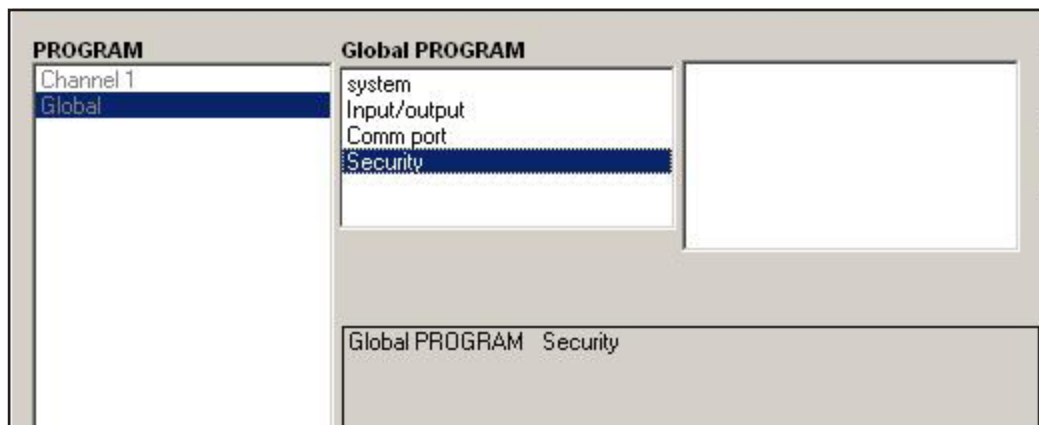 PROGRAM
Channel 1
Global
Global PROGRAM
system
Input/output
Comm port
Security
Global PROGRAM Security